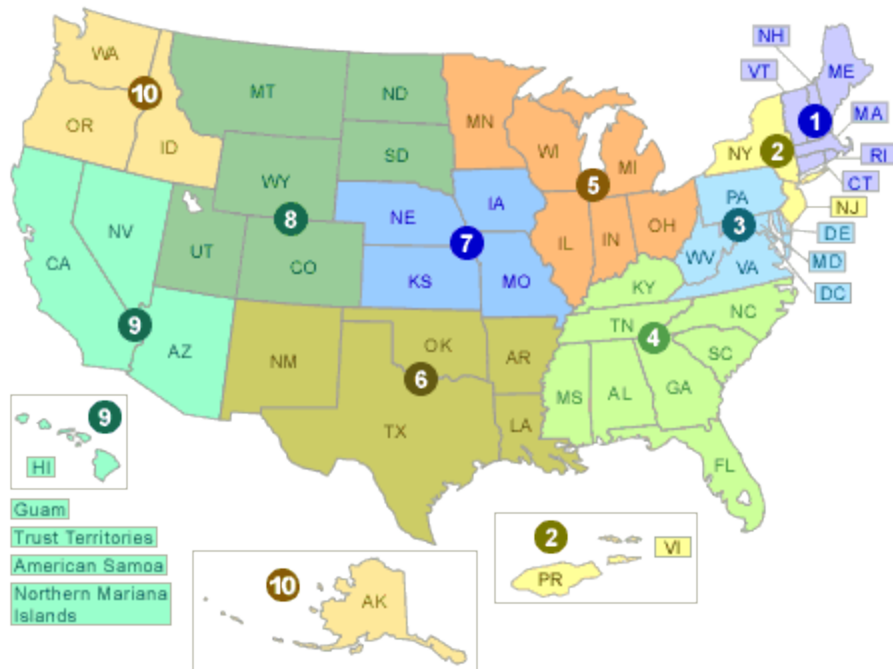 NH
WA
VT
ME
10
MT
ND
MN
MA
1
OR
2
NY
WI
MI
RI
ID
SD
5
CT
WY
PA
NJ
8
NE
IA
3
DE
NV
7
IL
IN
OH
WV
MD
UT
CO
KS
MO
VA
CA
KY
DC
9
NC
TN
4
AZ
NM
OK
AR
SC
6
MS
AL
GA
9
TX
LA
HI
FL
Guam
2
Trust Territories
VI
American Samoa
PR
10
Northern Mariana
Islands
AK